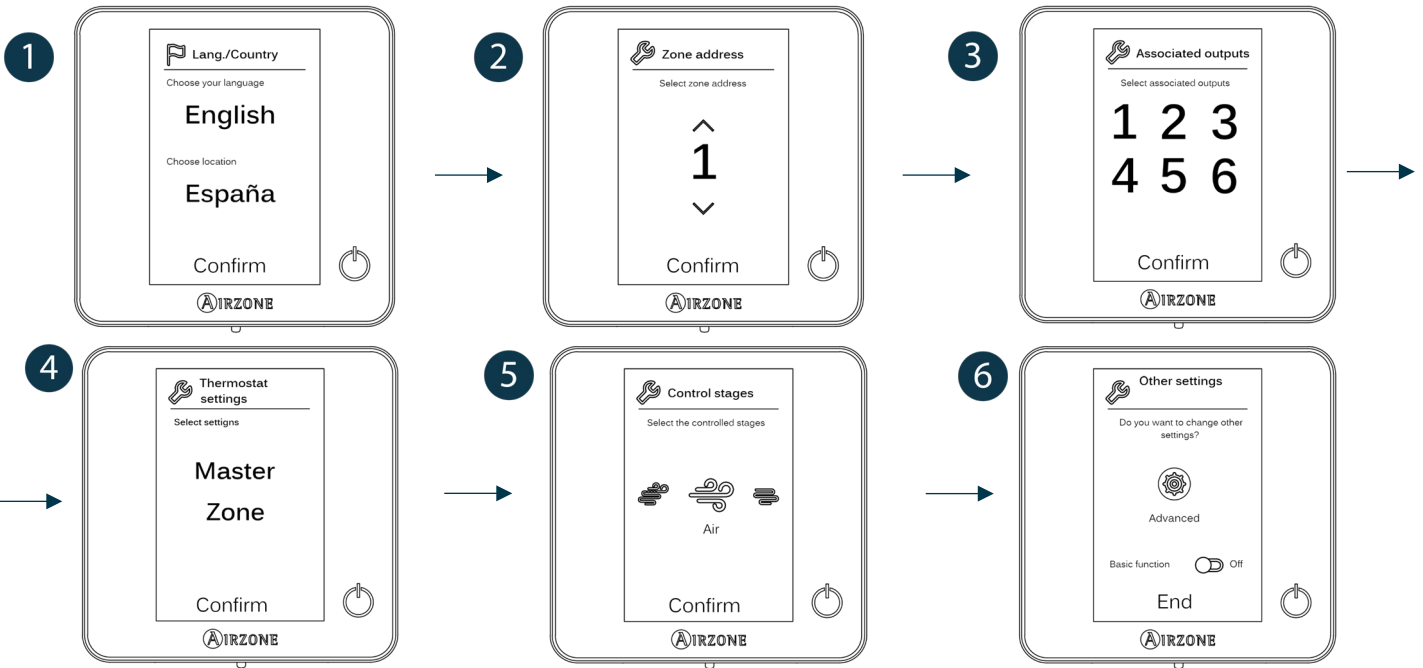 1
Lang./Country
Choose your language
English
Choose location
España
Confirm
AIRZONE
2
Zone address
Select zone address
1
Confirm
AIRZONE
3
Associated outputs
Select associated outputs
1 2 3
4 5 6
Confirm
AIRZONE
4
Thermostat
settings
Select settigns
Master
Zone
Confirm
AIRZONE
5
Control stages
Select the controlled stages
Air
Confirm
AIRZONE
6
Other settings
Do you want to change other
settings?
Advanced
Basic function Off
End
AIRZONE